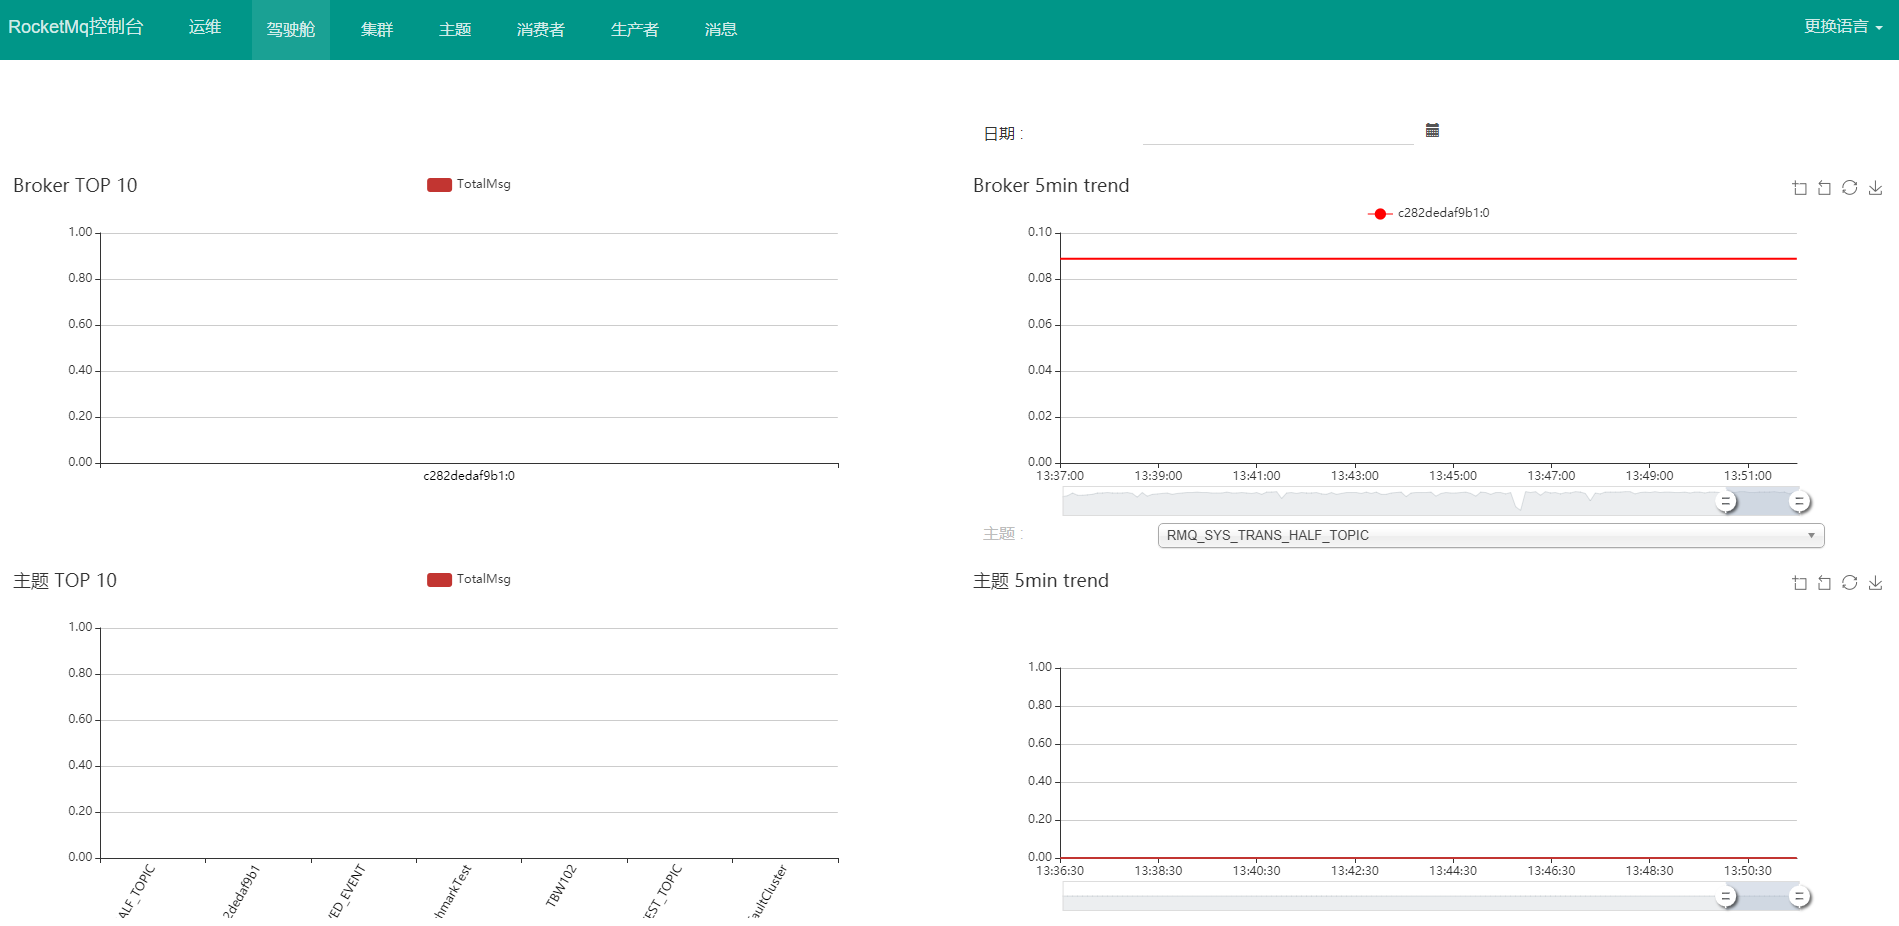 RocketMq控制台 运维 驾驶舱 集群 主题 消费者 生产者 消息 更换语言
日期 :
Broker TOP 10
TotalMsg
1.00
0.80
0.60
0.40
0.20
0.00
c282dedaf9b1:0
Broker 5min trend
c282dedaf9b1:0
0.10
0.08
0.06
0.04
0.02
0.00
13:37:00 13:39:00 13:41:00 13:43:00 13:45:00 13:47:00 13:49:00 13:51:00
主题 :
RMQ_SYS_TRANS_HALF_TOPIC
主题 TOP 10
TotalMsg
1.00
0.80
0.60
0.40
0.20
0.00
ALF_TOPIC
2dedaf9b1
ED_EVENT
hmarkTest
TBW102
EST_TOPIC
aultCluster
主题 5min trend
1.00
0.80
0.60
0.40
0.20
0.00
13:36:30 13:38:30 13:40:30 13:42:30 13:44:30 13:46:30 13:48:30 13:50:30